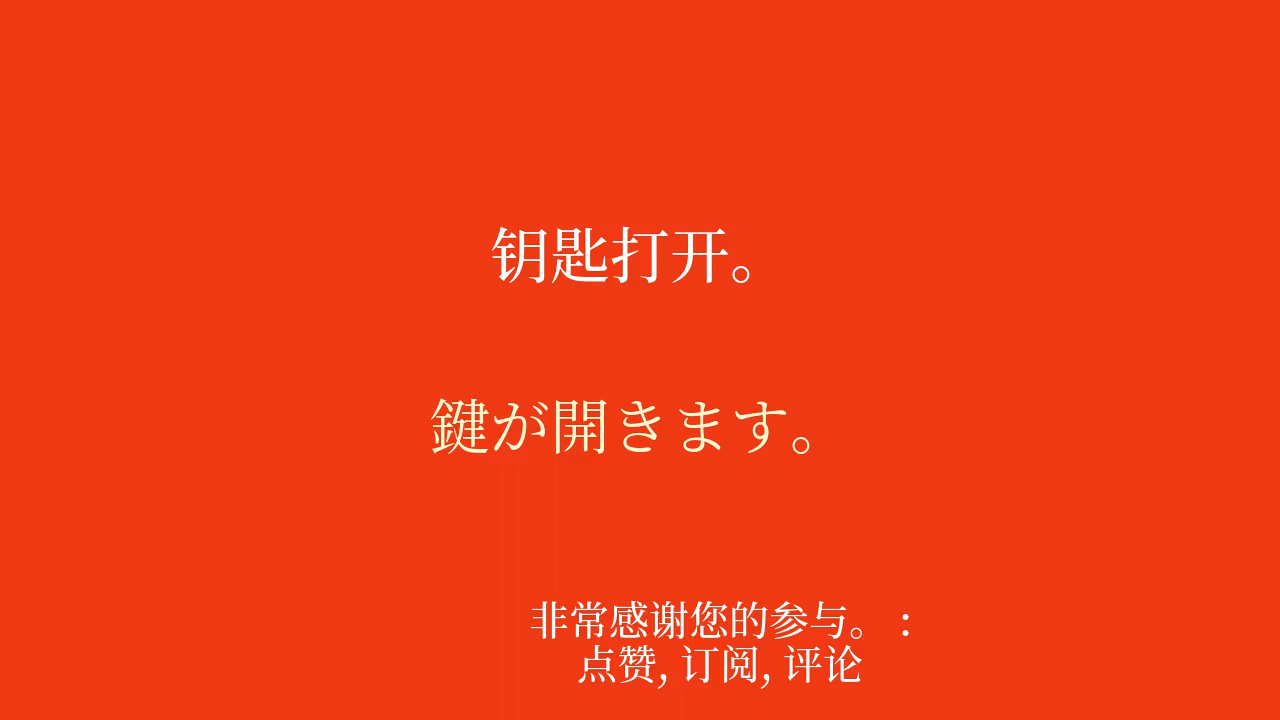 钥匙打开。
鍵が開きます。
非常感谢您的参与。 :
点赞, 订阅, 评论